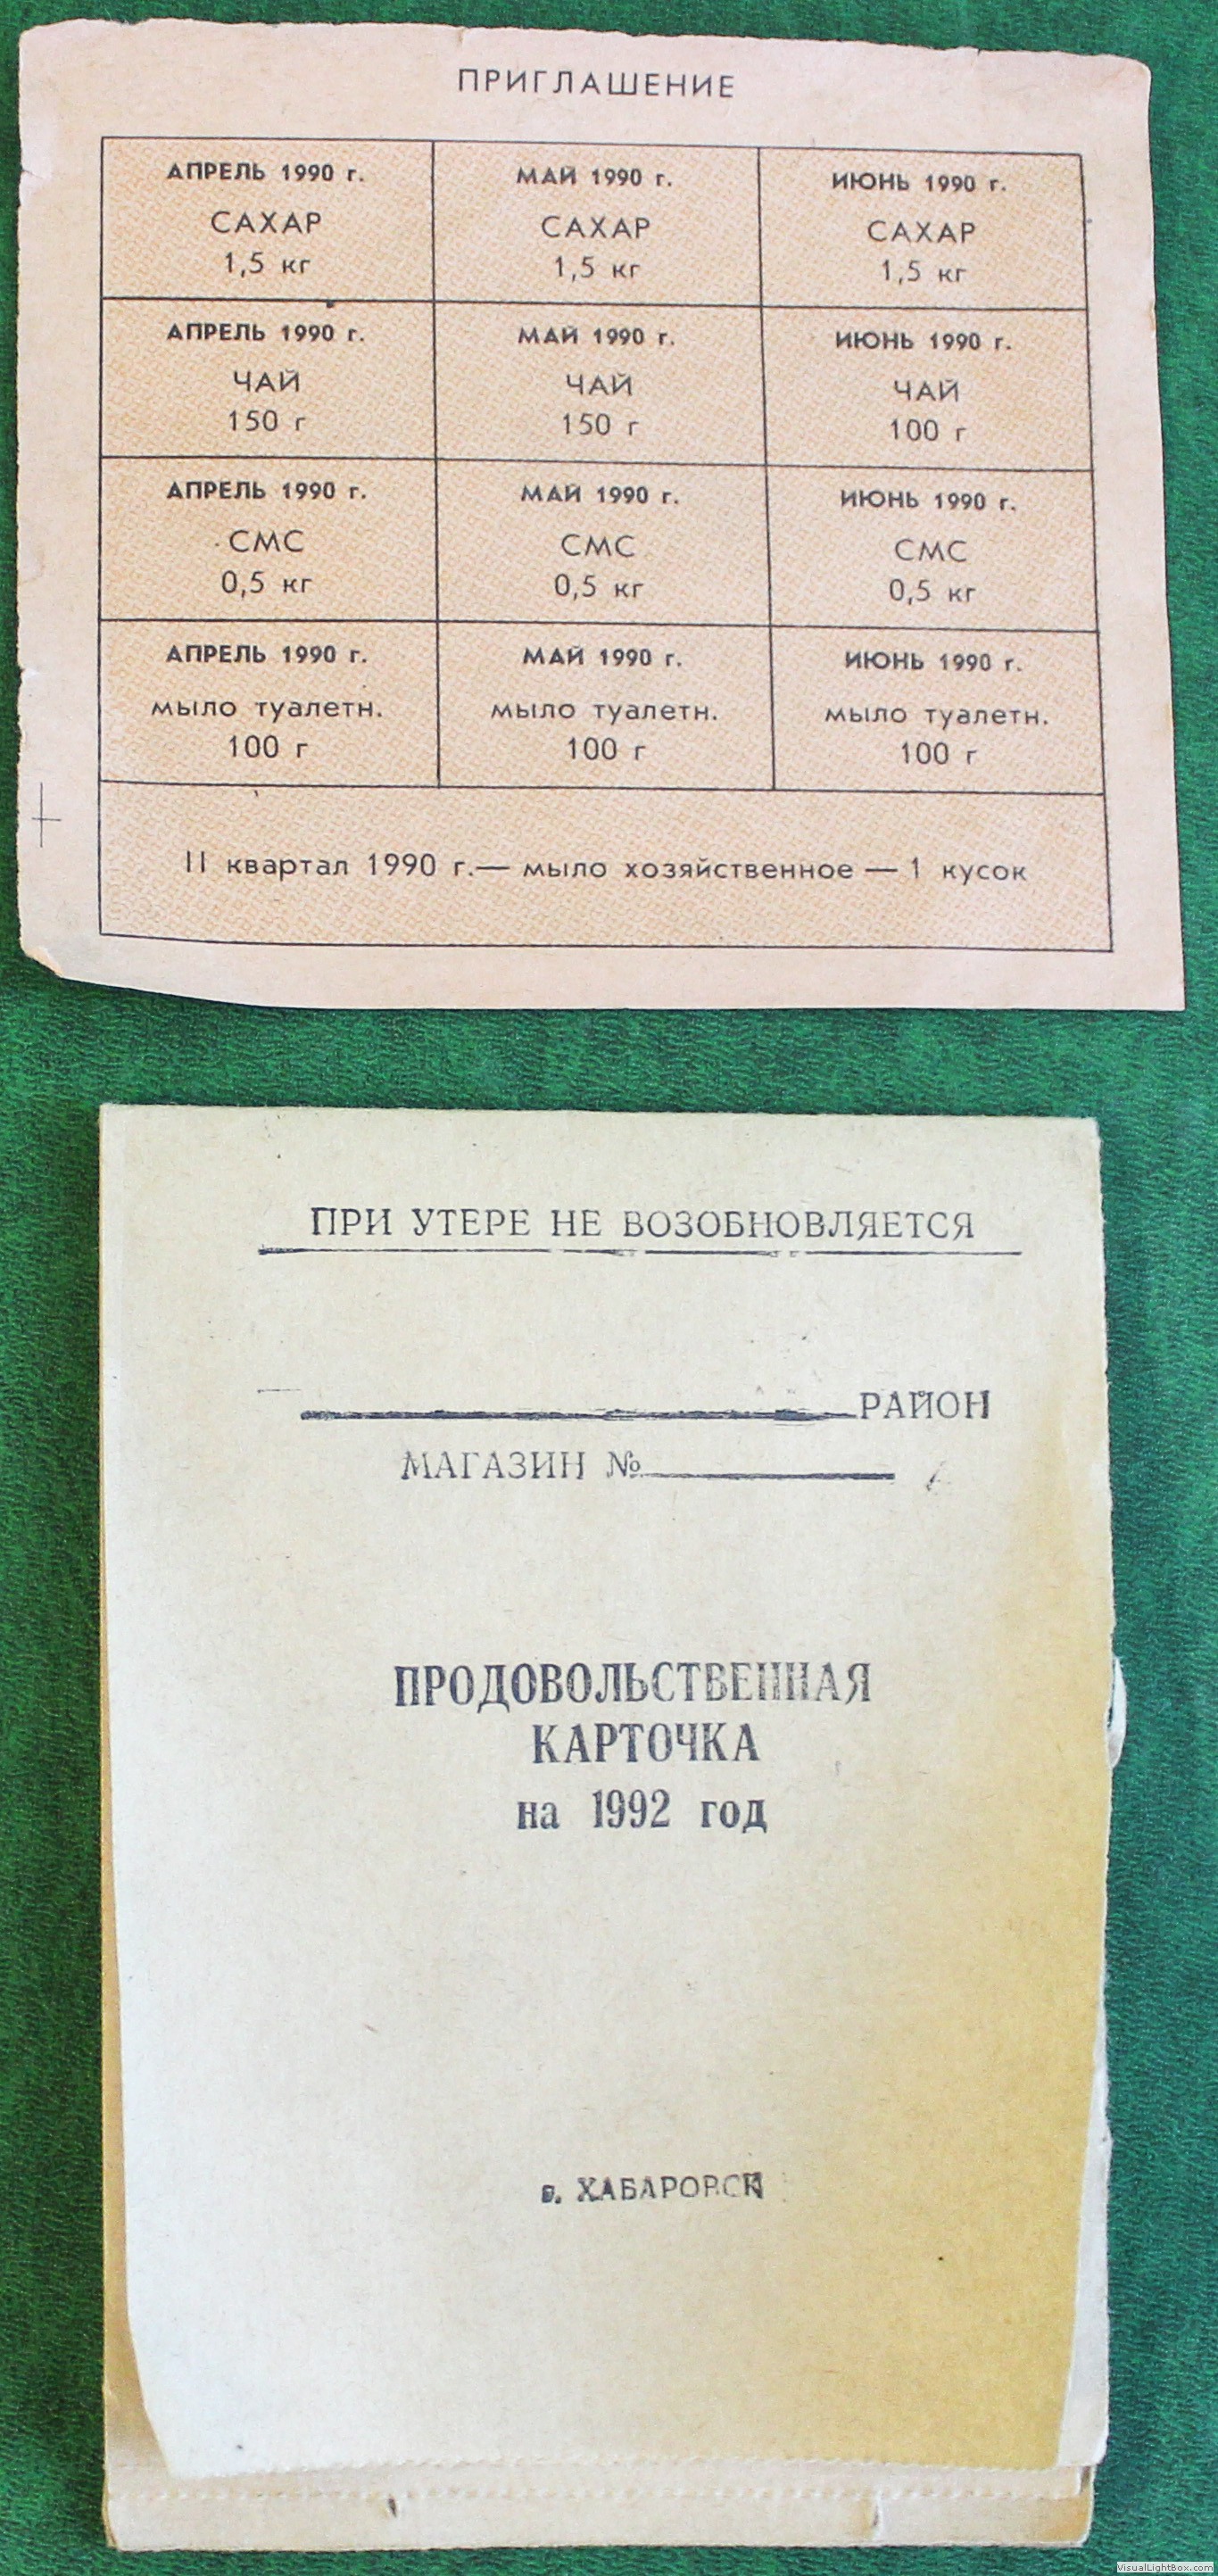 ПРИГЛАШЕНИЕ
АПРЕЛЬ 1990 г. МАЙ 1990 г. ИЮНЬ 1990 г.
САХАР САХАР САХАР
1,5 кг 1,5 кг 1,5 кг
АПРЕЛЬ 1990 г. МАЙ 1990 г. ИЮНЬ 1990 г.
ЧАЙ ЧАЙ ЧАЙ
150 г 150 г 100 г
АПРЕЛЬ 1990 г. МАЙ 1990 г. ИЮНЬ 1990 г.
СМС СМС СМС
0,5 кг 0,5 кг 0,5 кг
АПРЕЛЬ 1990 г. МАЙ 1990 г. ИЮНЬ 1990 г.
мыло туалетн. мыло туалетн. мыло туалетн.
100 г 100 г 100 г
II квартал 1990 г.— мыло хозяйственное — 1 кусок
ПРИ УТЕРЕ НЕ ВОЗОБНОВЛЯЕТСЯ
РАЙОН
МАГАЗИН №
ПРОДОВОЛЬСТВЕННАЯ
КАРТОЧКА
на 1992 год
г. ХАБАРОВСК
VisualLightBox.com